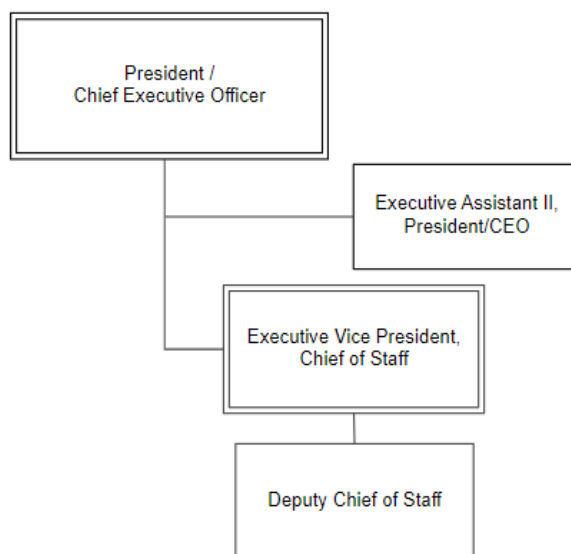 President /
Chief Executive Officer
Executive Assistant II,
President/CEO
Executive Vice President,
Chief of Staff
Deputy Chief of Staff